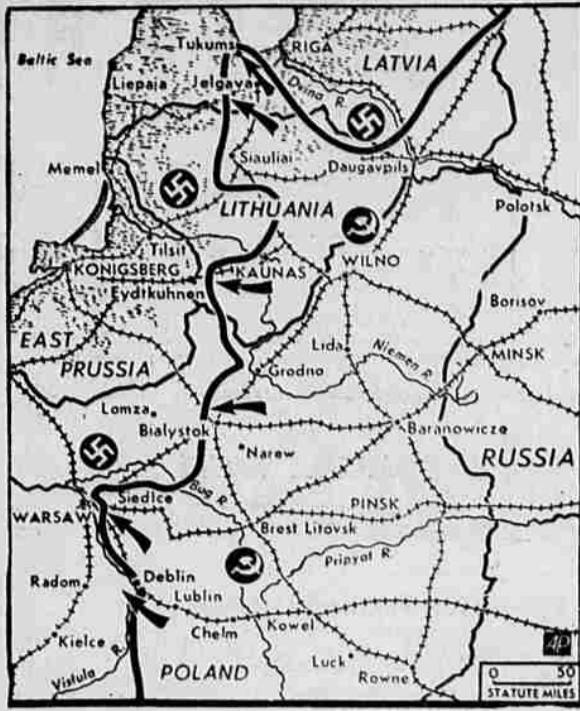 Baltic Sea
Tukums
RIGA
LATVIA
Jelgava
Liepaja
Dvina R.
Siauliai
Daugavpils
Memel
LITHUANIA
Polotsk
Tilsit
KONIGSBERG
KAUNAS
WILNO
Eydtkuhnen
Borisov
EAST
PRUSSIA
Lida
Niemen R.
MINSK
Grodno
Lomza
Bialystok
Baranowicze
Narew
RUSSIA
Siedlce
Bug R.
PINSK
WARSAW
Brest Litovsk
Pripyat R.
Radom
Deblin
Lublin
Kowel
Chelm
Kielce
Vistula R.
POLAND
Luck
Rowne
AP
0 50
STATUTE MILES